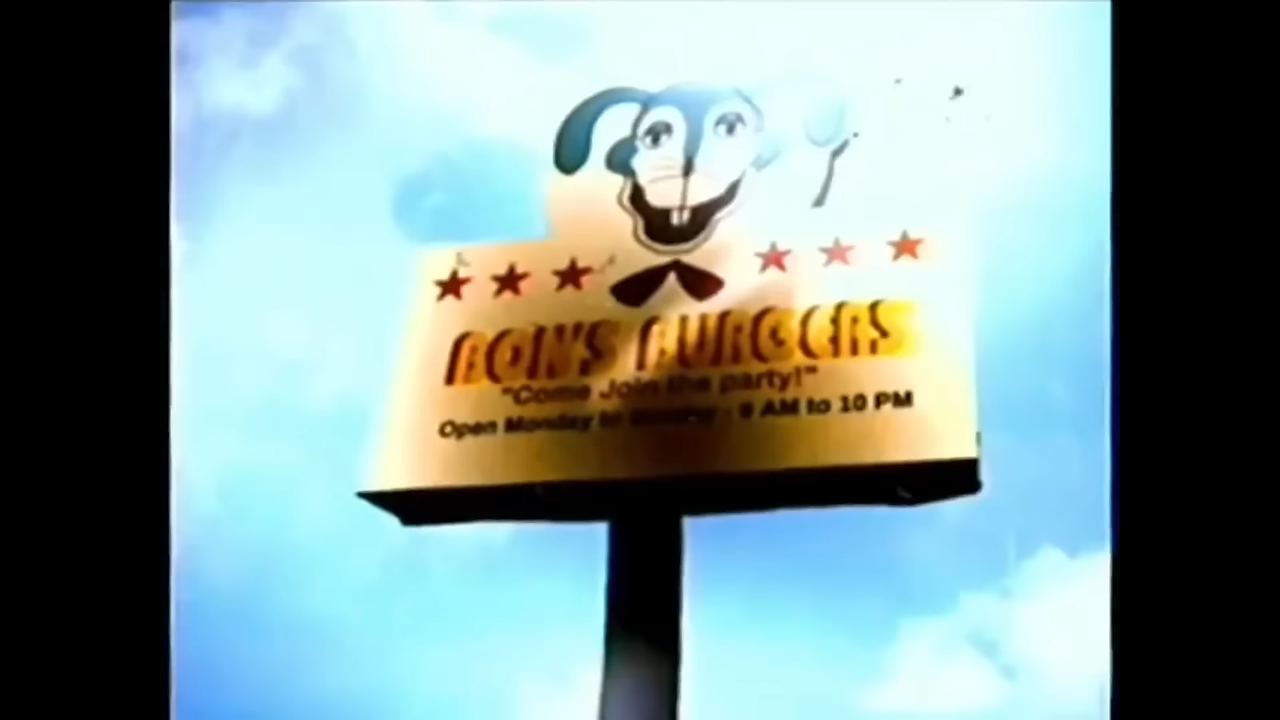 BON'S BURGERS
"Come Join the party!"
Open Monday to - 9 AM to 10 PM